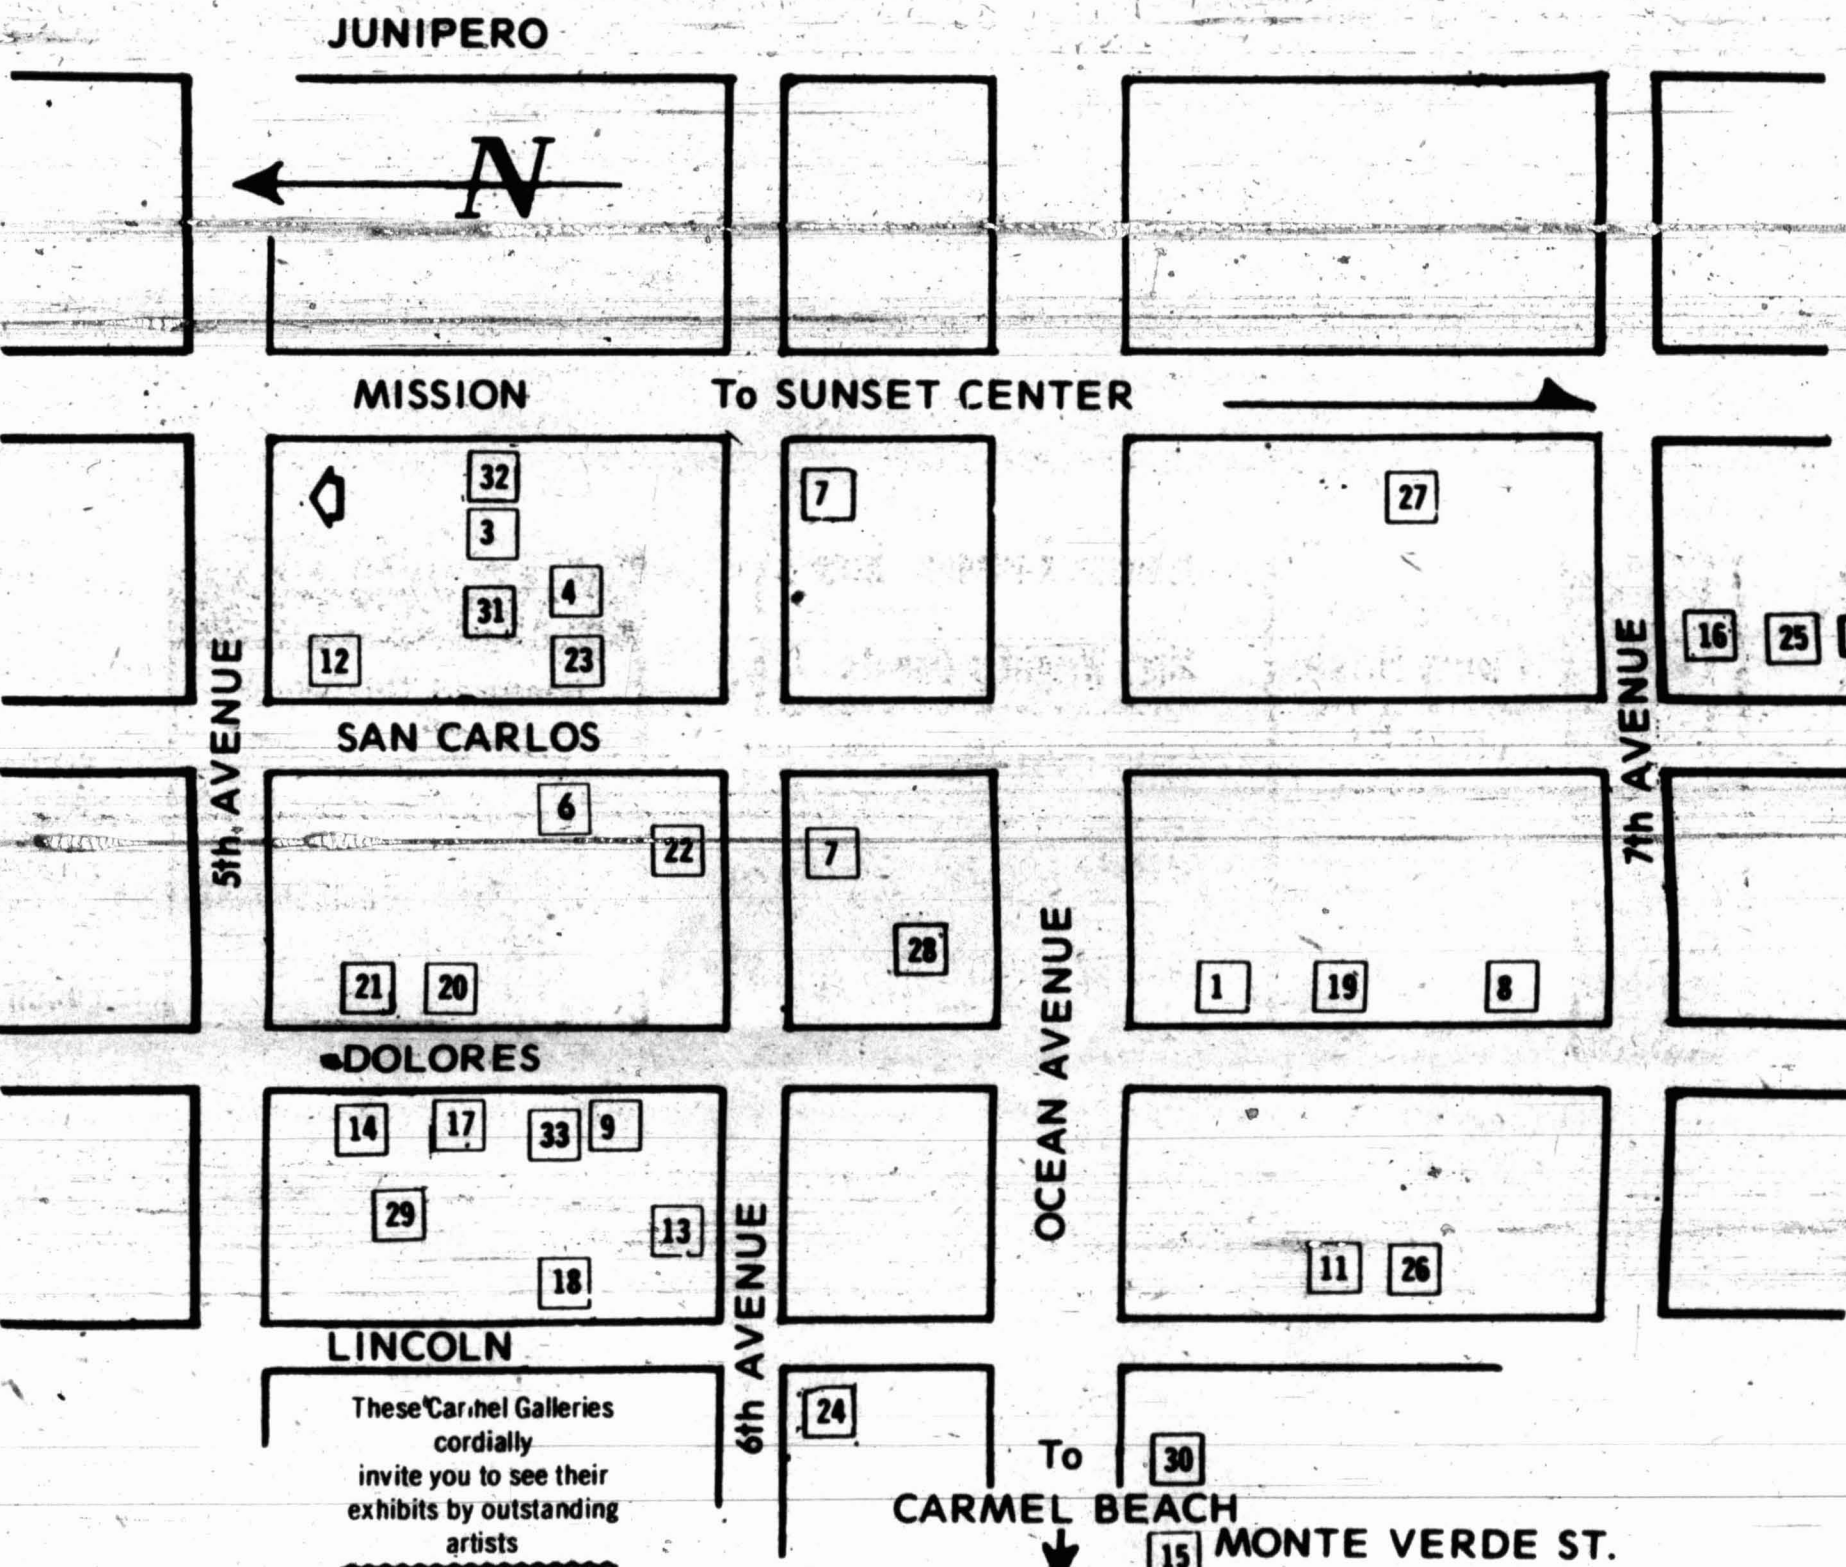 JUNIPERO
N
MISSION To SUNSET CENTER
32
7
27
3
4
31
16 25
12
23
5th AVENUE
7th AVENUE
SAN CARLOS
6
22
7
28
21 20
1 19 8
OCEAN AVENUE
DOLORES
14 17 33 9
29
13
18
11 26
6th AVENUE
LINCOLN
These Carmel Galleries
cordially
invite you to see their
exhibits by outstanding
artists
24
To
30
CARMEL BEACH
15 MONTE VERDE ST.